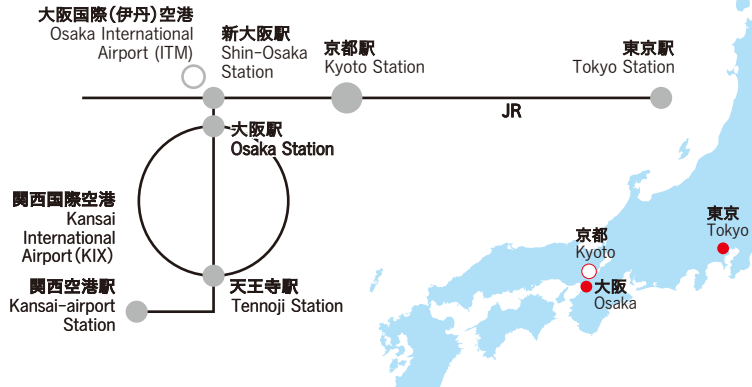 大阪国際(伊丹)空港
Osaka International
Airport (ITM)
新大阪駅
Shin-Osaka
Station
京都駅
Kyoto Station
東京駅
Tokyo Station
JR
大阪駅
Osaka Station
関西国際空港
Kansai
International
Airport(KIX)
関西空港駅
Kansai-airport
Station
天王寺駅
Tennoji Station
京都
Kyoto
大阪
Osaka
東京
Tokyo